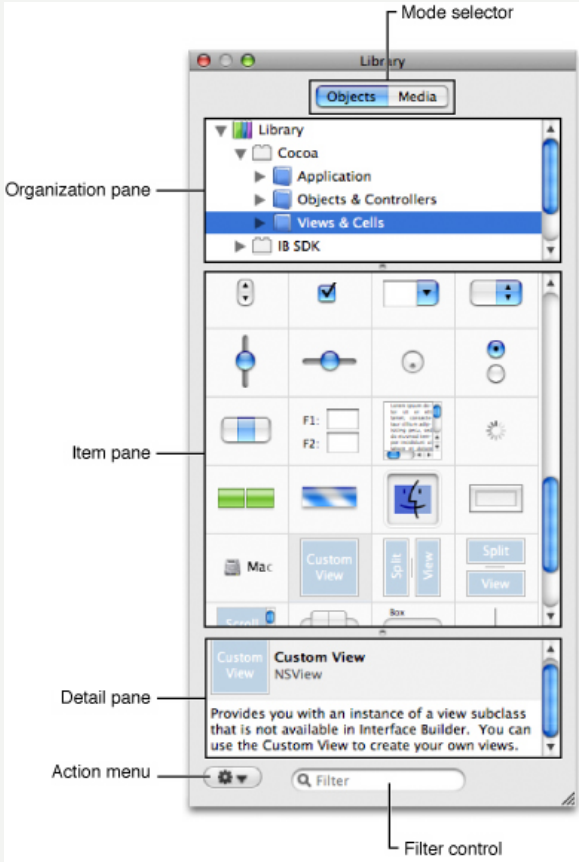 Mode selector
Library
Objects Media
Library
Cocoa
Application
Organization pane
Objects & Controllers
Views & Cells
IB SDK
F1:
F2:
Item pane
Mac
Custom
View
Split
View
Split
View
Scroll
Box
Custom
View
Custom View
NSView
Detail pane
Provides you with an instance of a view subclass
that is not available in Interface Builder. You can
use the Custom View to create your own views.
Action menu
Filter
Filter control